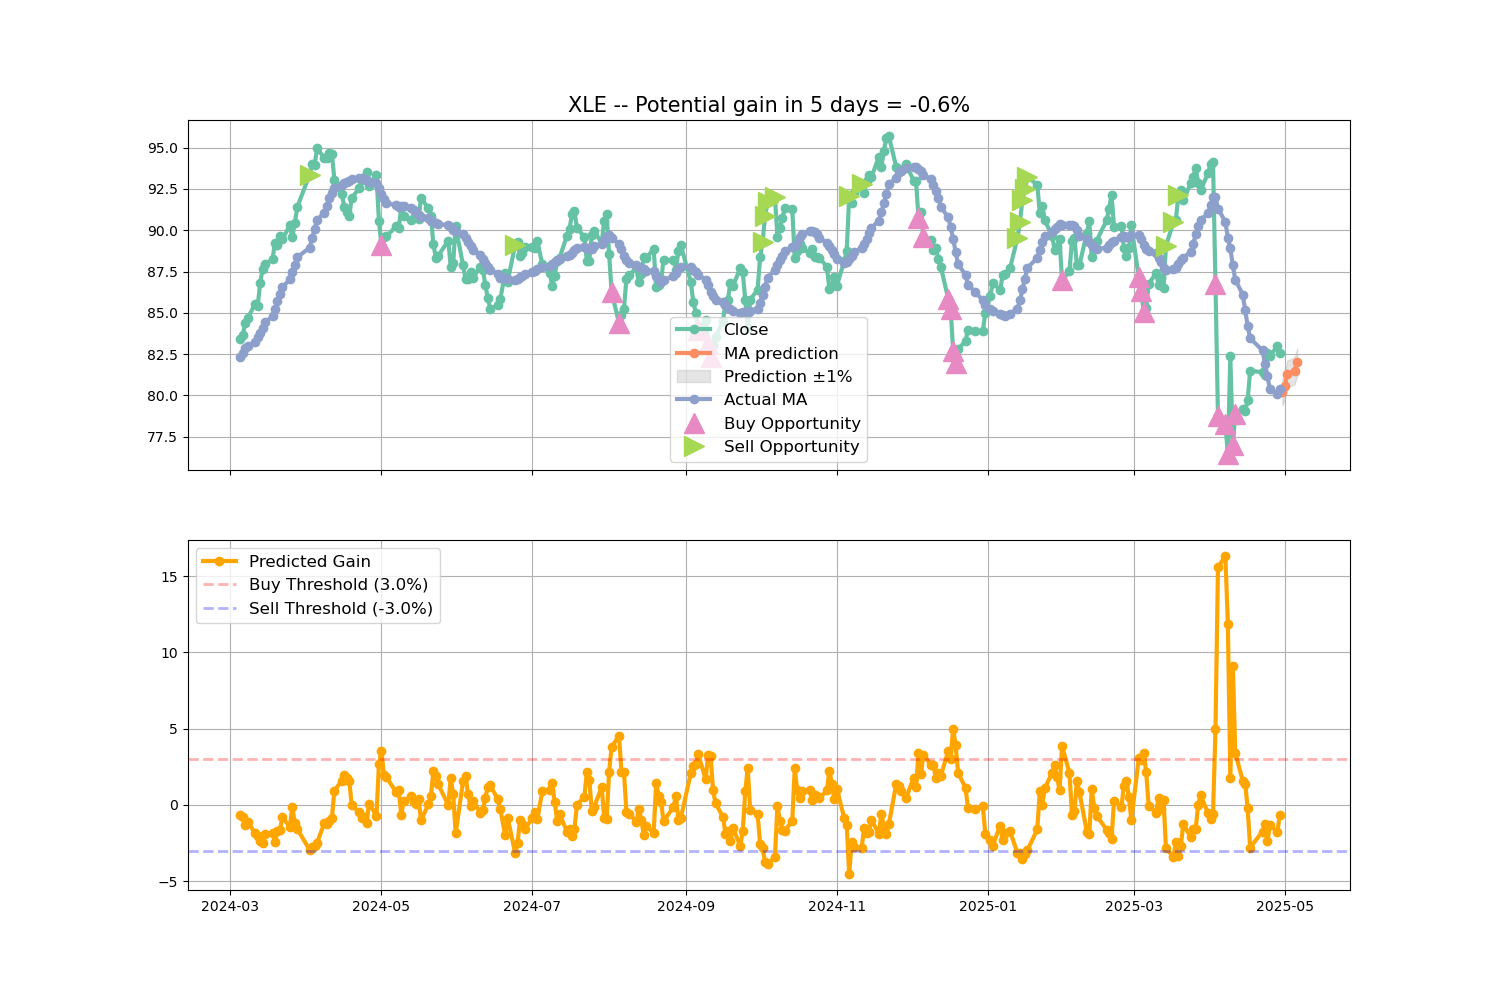 XLE -- Potential gain in 5 days = -0.6%
95.0
92.5
90.0
87.5
85.0
82.5
80.0
77.5
Close
MA prediction
Prediction ±1%
Actual MA
Buy Opportunity
Sell Opportunity
Predicted Gain
Buy Threshold (3.0%)
Sell Threshold (-3.0%)
15
10
5
0
−5
2024-03
2024-05
2024-07
2024-09
2024-11
2025-01
2025-03
2025-05